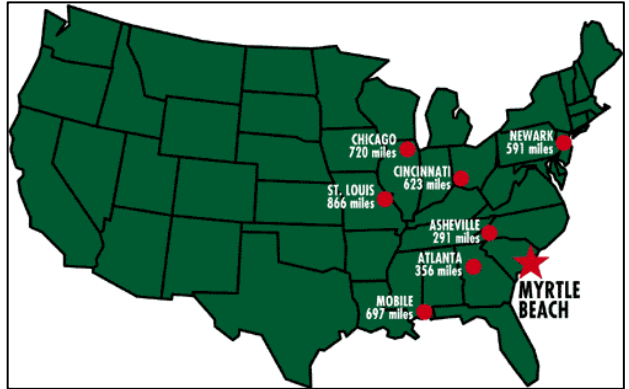 CHICAGO
720 miles
NEWARK
591 miles
CINCINNATI
623 miles
ST. LOUIS
866 miles
ASHEVILLE
291 miles
ATLANTA
356 miles
MYRTLE
BEACH
MOBILE
697 miles